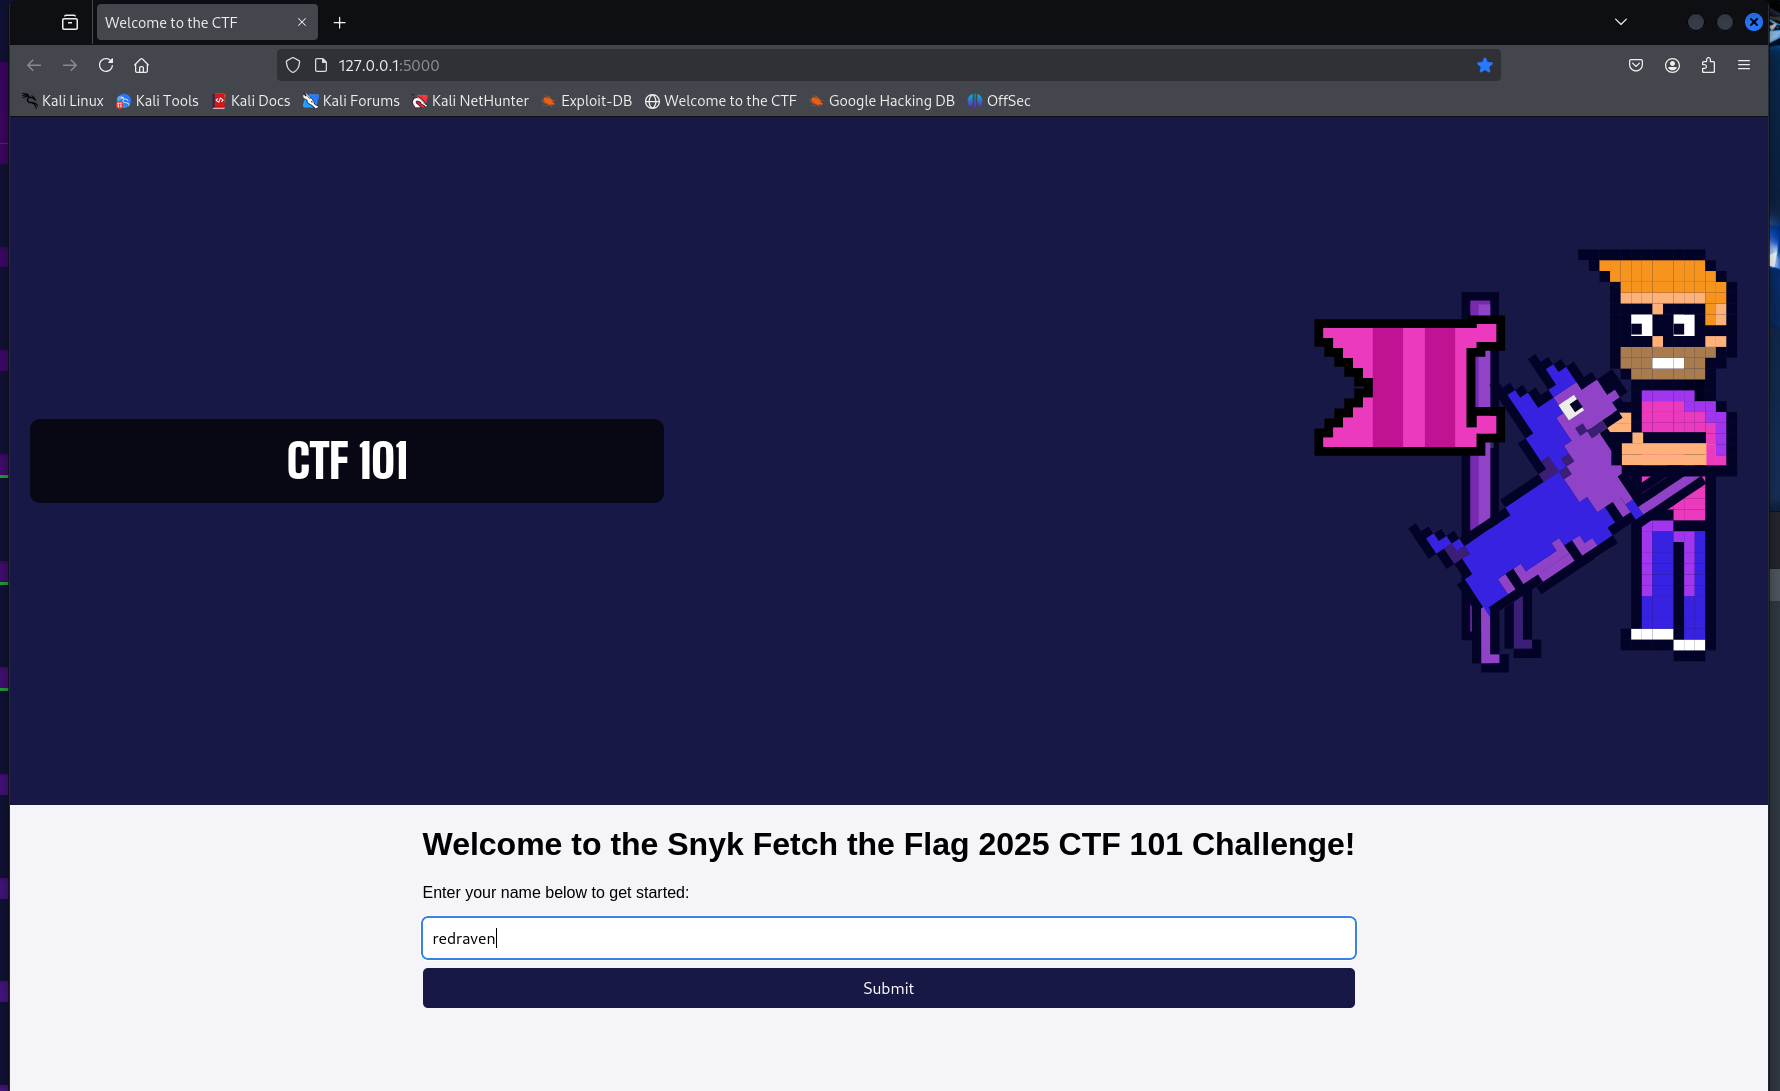 Welcome to the CTF
127.0.0.1:5000
Kali Linux Kali Tools Kali Docs Kali Forums Kali NetHunter Exploit-DB Welcome to the CTF Google Hacking DB OffSec
CTF 101
Welcome to the Snyk Fetch the Flag 2025 CTF 101 Challenge!
Enter your name below to get started:
redraven
Submit